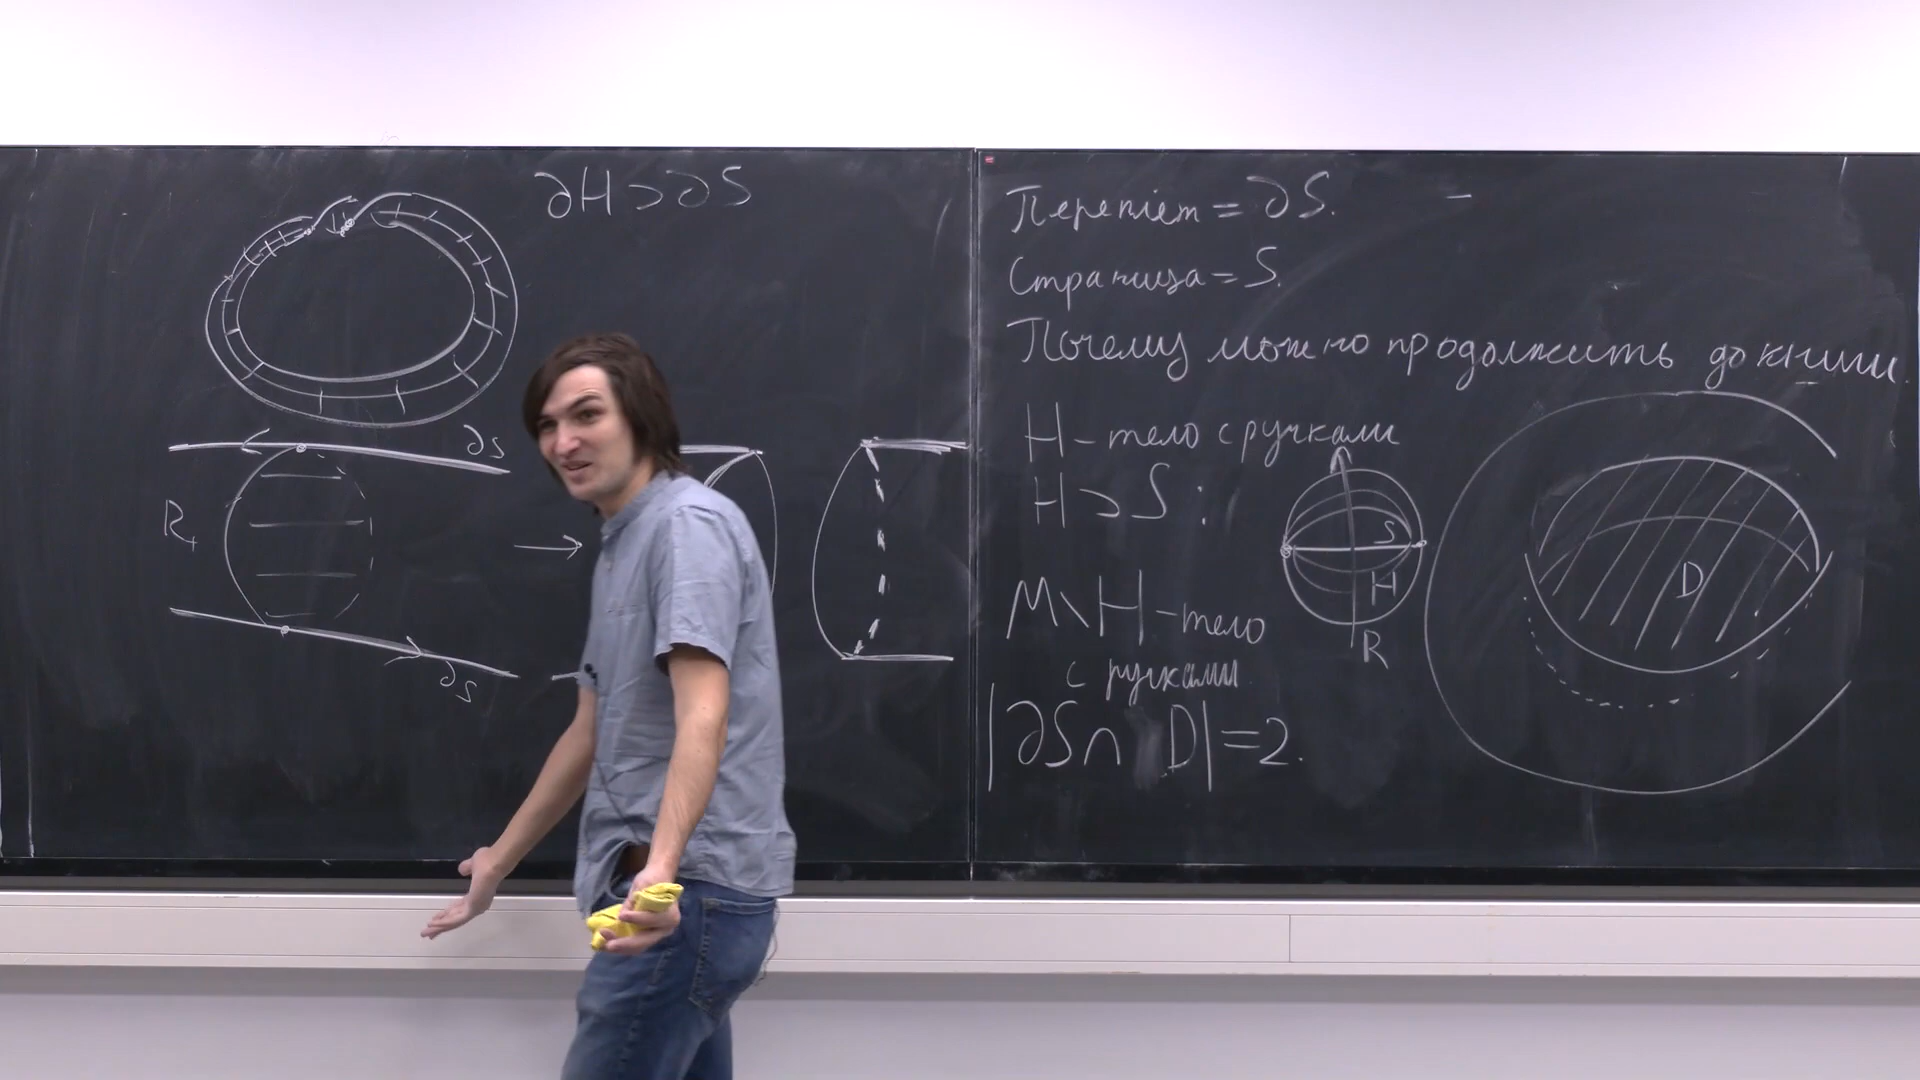 ∂H ⊃ ∂S
∂S
R
∂S
Переплёт = ∂S.
Страница = S.
Почему можно продолжить до книги.
H – тело с ручками
H ⊃ S :
S
H
R
D
M \ H – тело
с ручками
|∂S ∩ D| = 2.